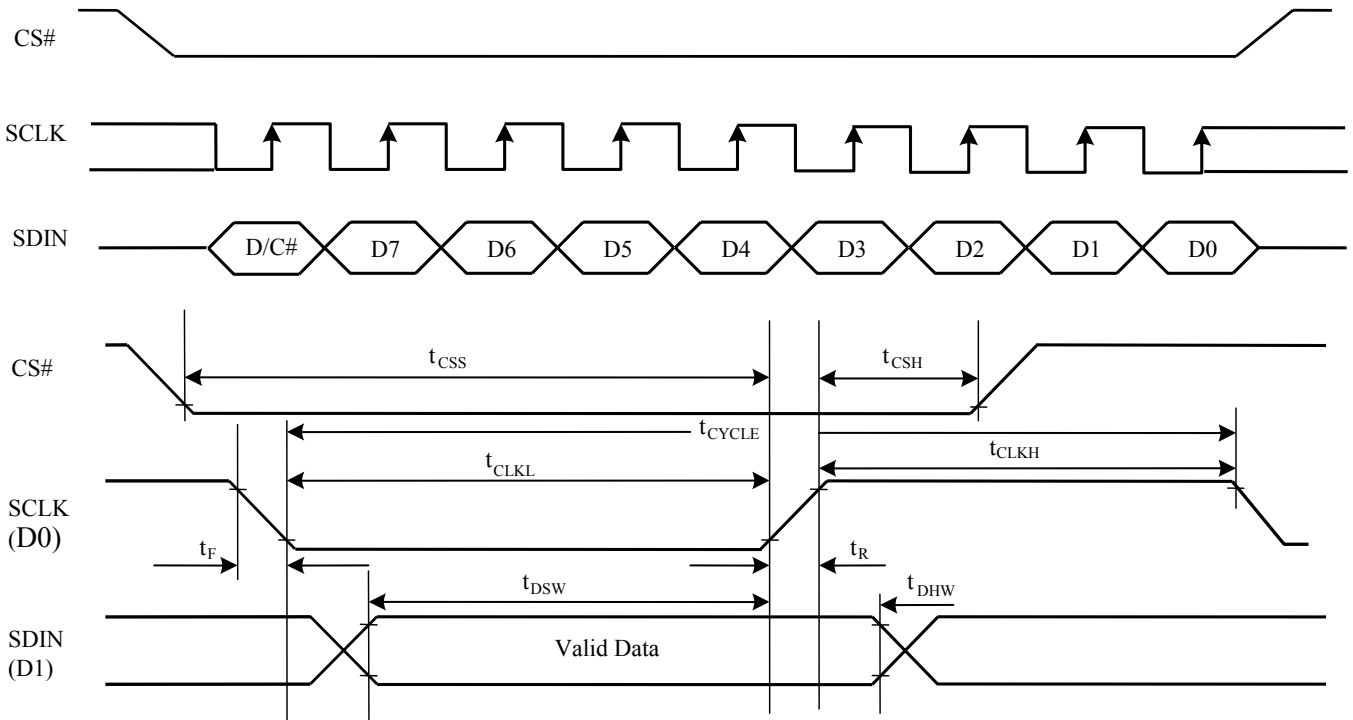 CS#
SCLK
SDIN
D/C# D7 D6 D5 D4 D3 D2 D1 D0
CS#
tCSS
tCSH
tCYCLE
tCLKL
tCLKH
SCLK
(D0)
tF
tR
tDSW
tDHW
SDIN
(D1)
Valid Data